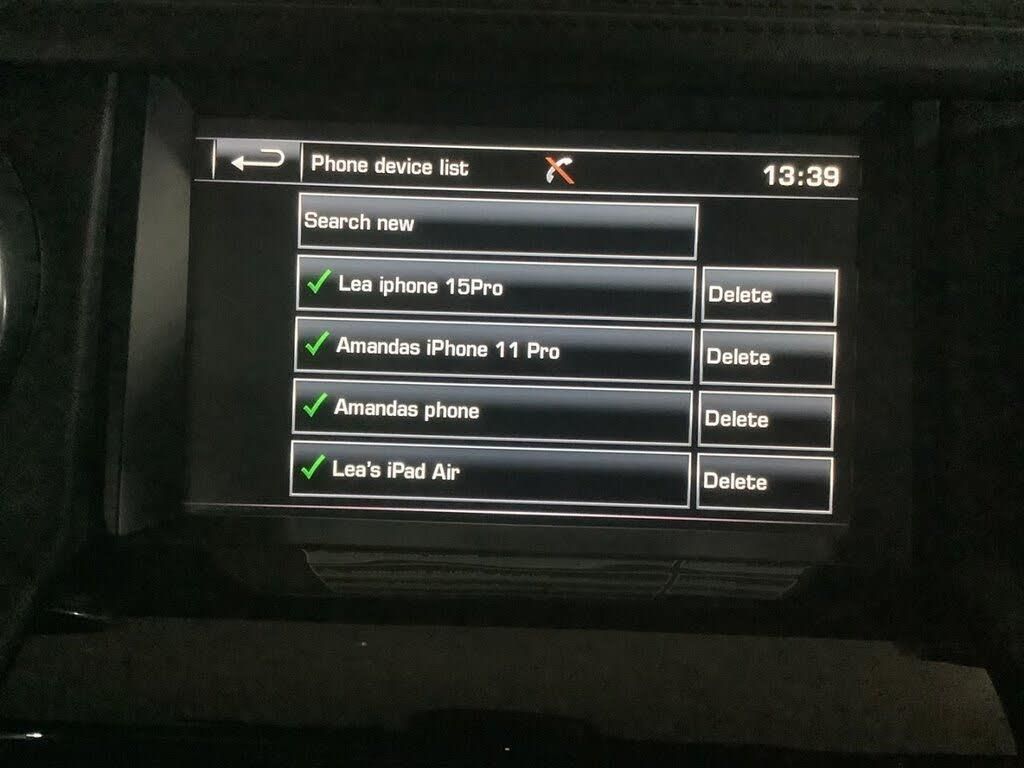 Phone device list
13:39
Search new
Lea iphone 15Pro
Delete
Amandas iPhone 11 Pro
Delete
Amandas phone
Delete
Lea's iPad Air
Delete